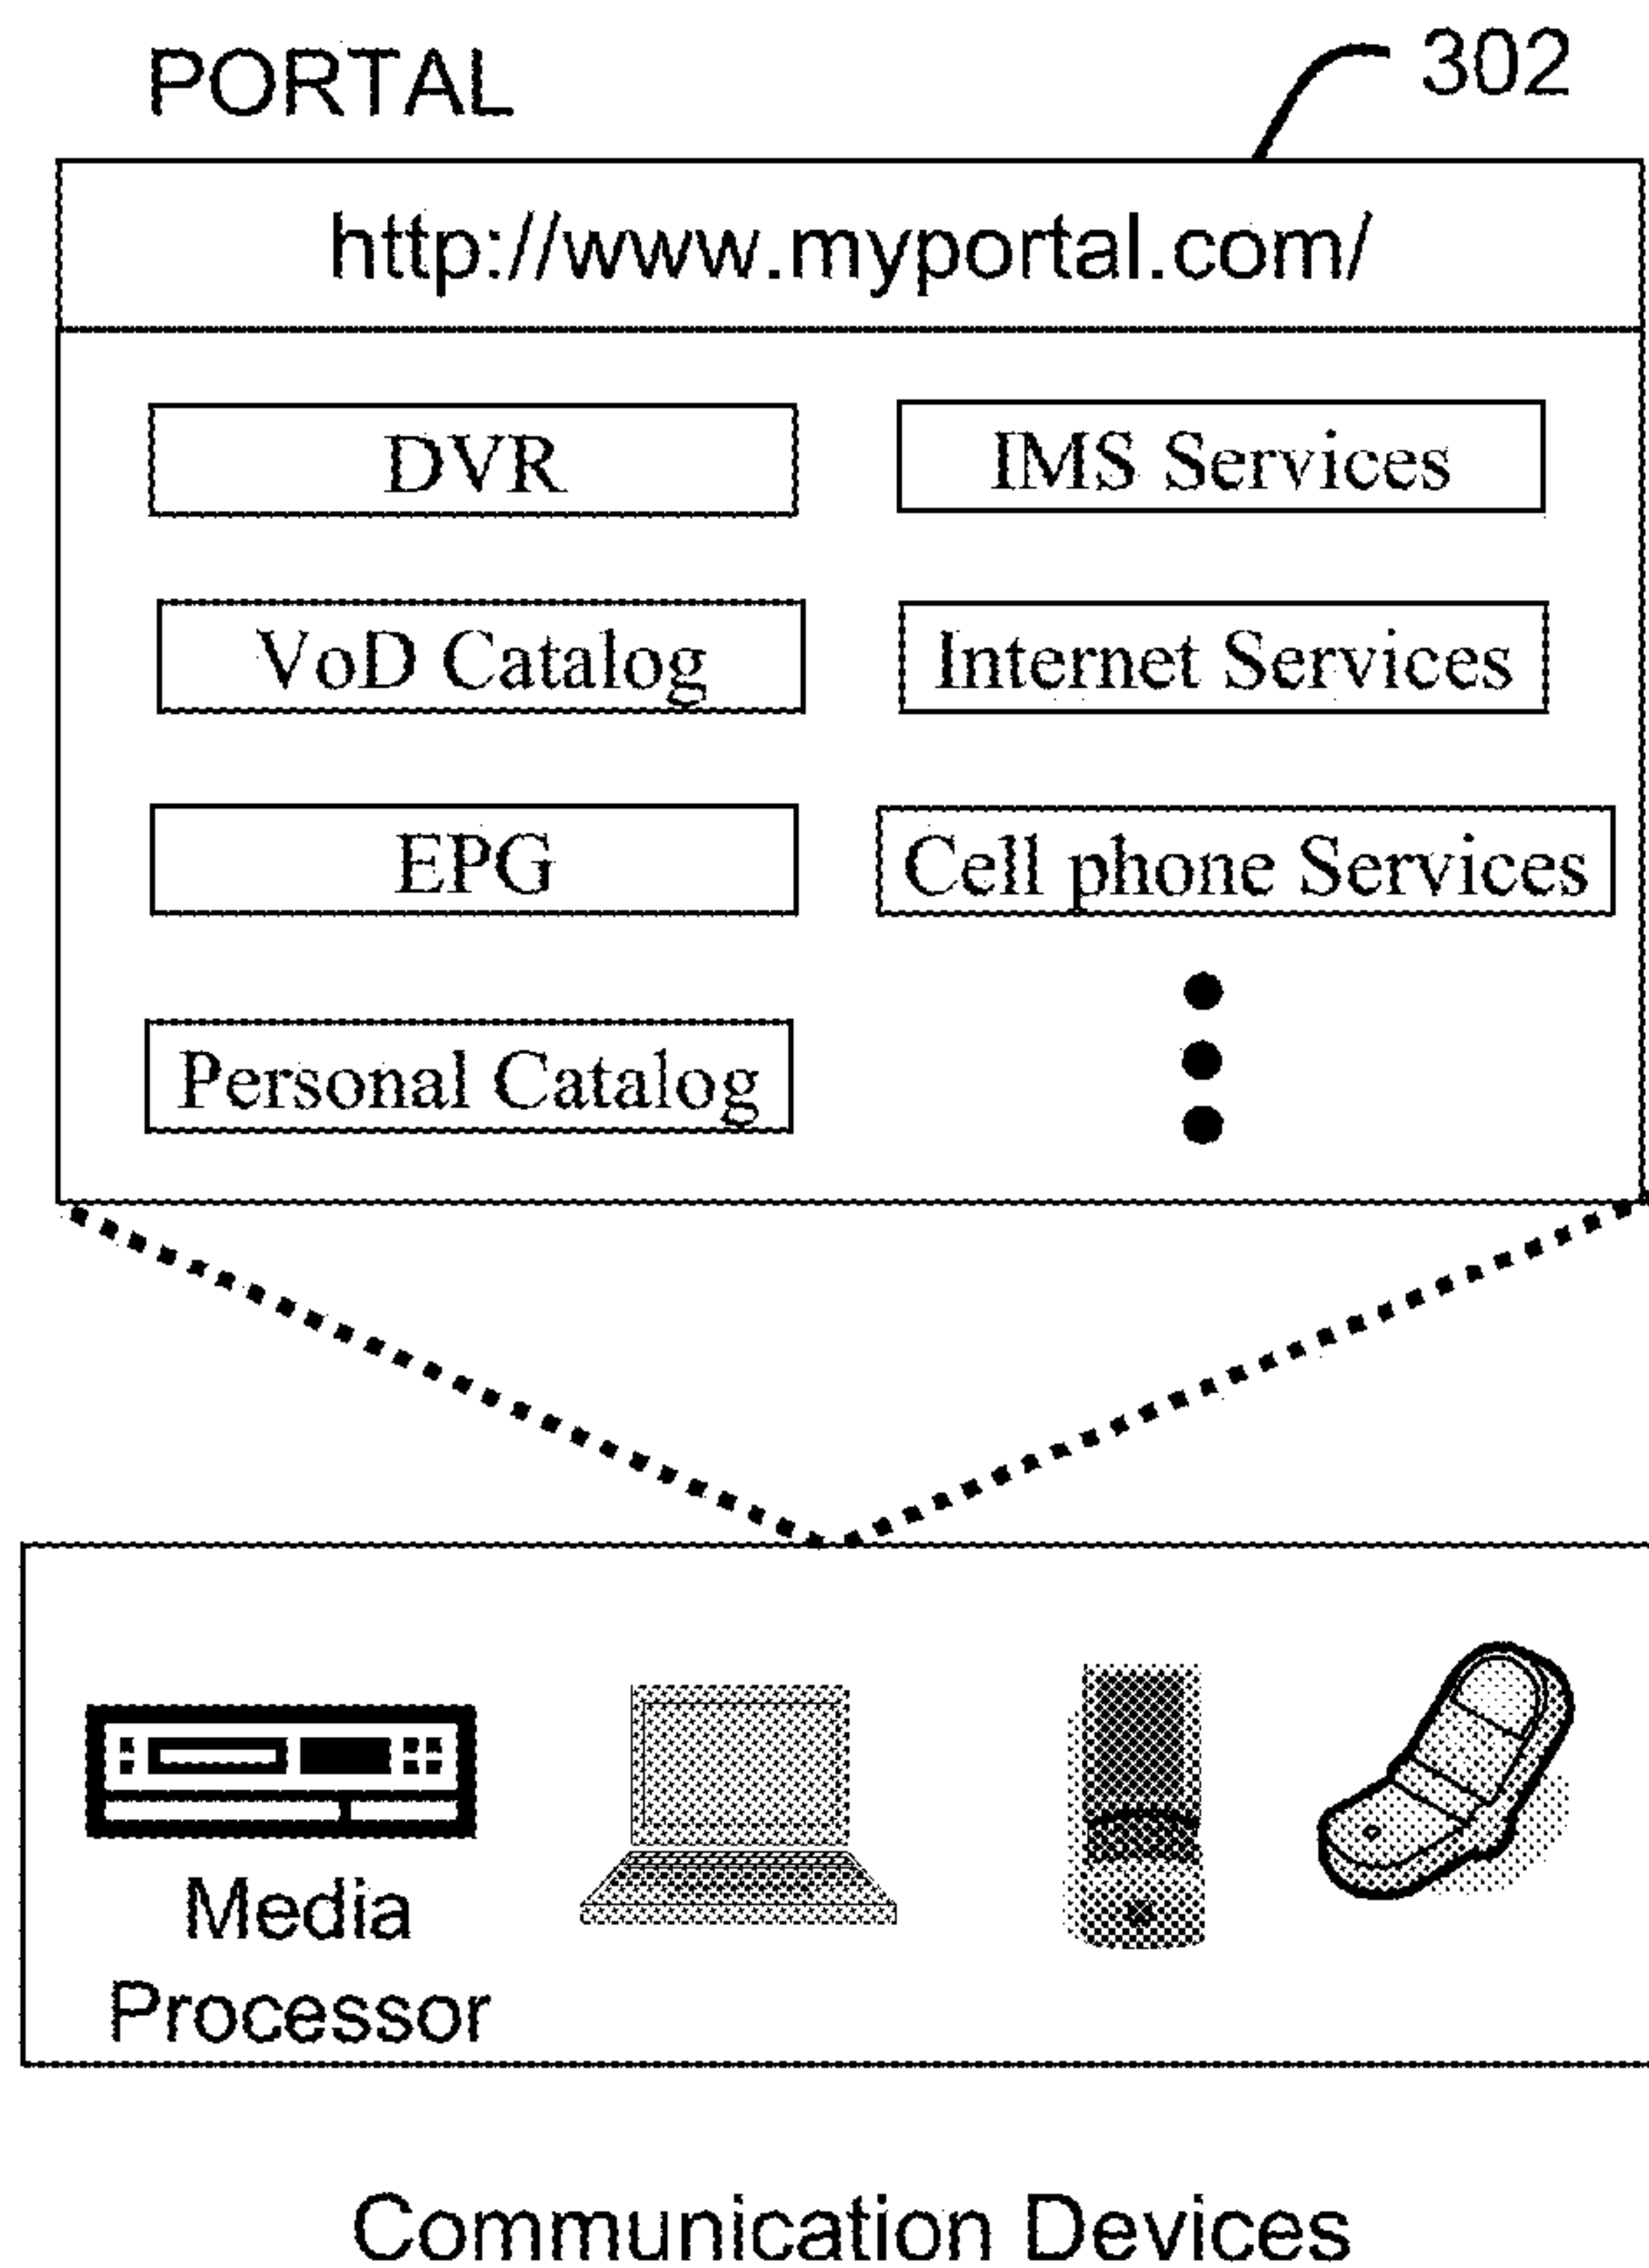 PORTAL
302
http://www.myportal.com/
DVR
IMS Services
VoD Catalog
Internet Services
EPG
Cell phone Services
Personal Catalog
Media
Processor
Communication Devices